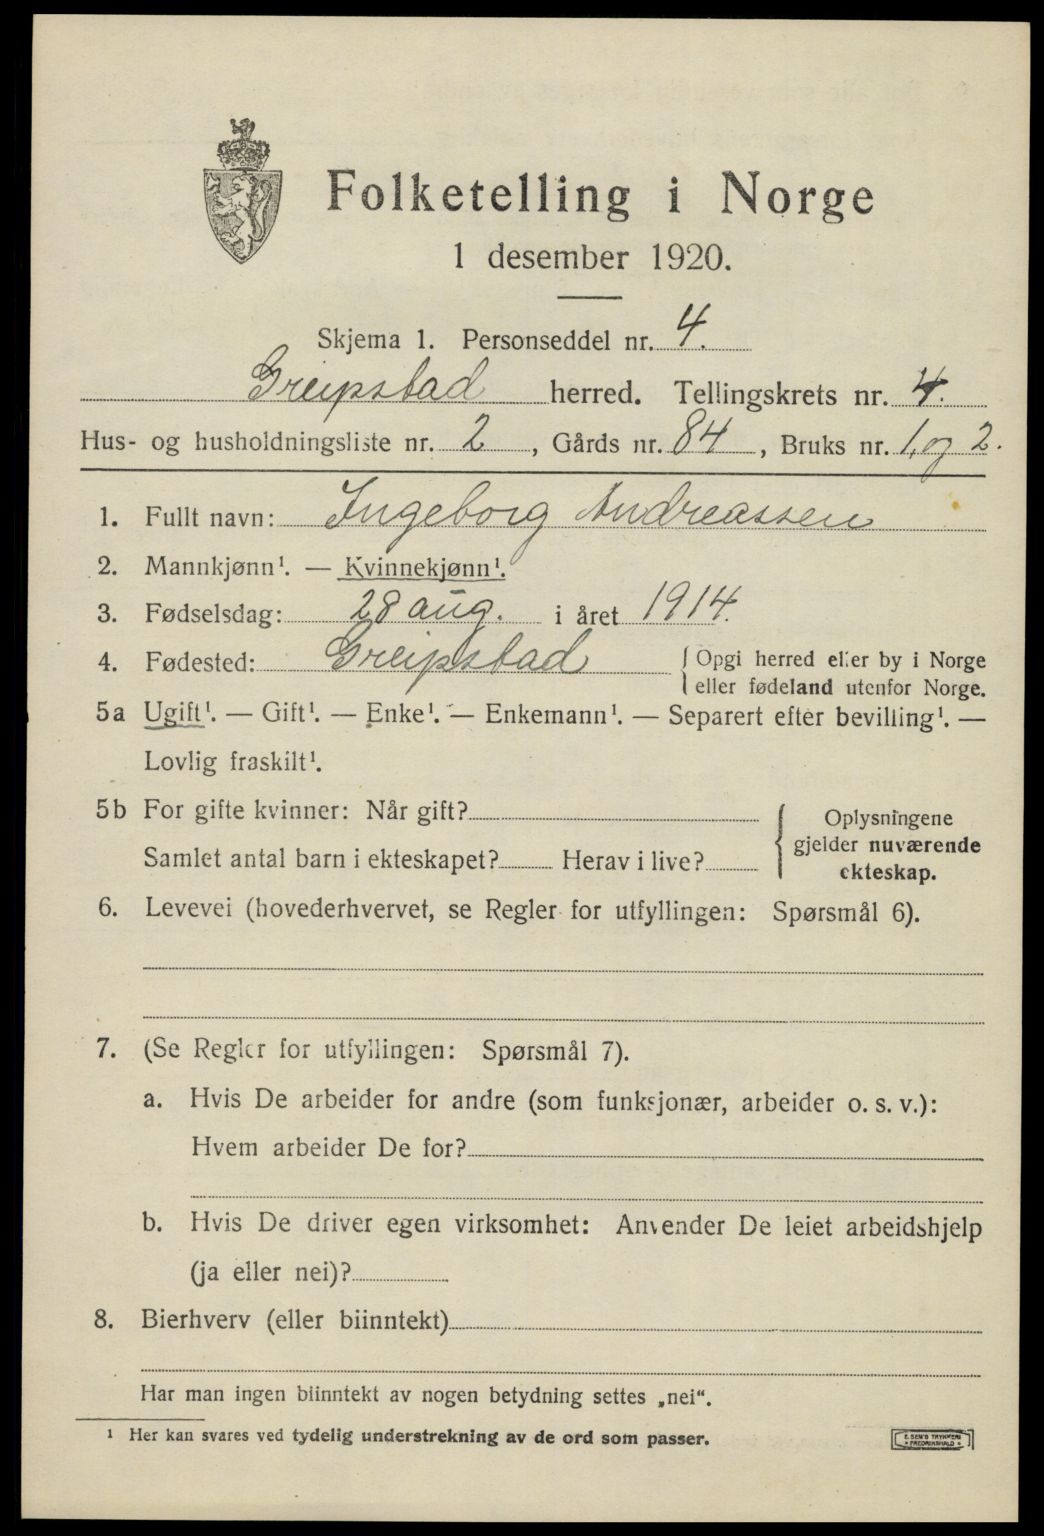 Folketelling i Norge
1 desember 1920.
Skjema 1. Personseddel nr. 4.
Greipstad herred. Tellingskrets nr. 4.
Hus- og husholdningsliste nr. 2, Gårds nr. 84, Bruks nr. 1, og 2.
1. Fullt navn: Ingeborg Andreassen
2. Mannkjønn¹. — Kvinnekjønn¹.
3. Fødselsdag: 28 aug. i året 1914.
4. Fødested: Greipstad { Opgi herred eller by i Norge
eller fødeland utenfor Norge.
5a Ugift¹. — Gift¹. — Enke¹. — Enkemann¹. — Separert efter bevilling¹. —
Lovlig fraskilt¹.
5b For gifte kvinner: Når gift?
Samlet antal barn i ekteskapet? Herav i live?
Oplysningene
gjelder nuværende
ekteskap.
6. Levevei (hovederhvervet, se Regler for utfyllingen: Spørsmål 6).
7. (Se Regler for utfyllingen: Spørsmål 7).
a. Hvis De arbeider for andre (som funksjonær, arbeider o. s. v.):
Hvem arbeider De for?
b. Hvis De driver egen virksomhet: Anvender De leiet arbeidshjelp
(ja eller nei)?
8. Bierhverv (eller biinntekt)
Har man ingen biinntekt av nogen betydning settes „nei“.
¹ Her kan svares ved tydelig understrekning av de ord som passer.
E. SEM'S TRYKKERI
FREDRIKSHALD